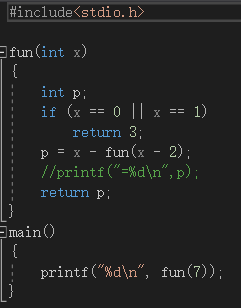 #include<stdio.h>
fun(int x)
{
int p;
if (x == 0 || x == 1)
return 3;
p = x - fun(x - 2);
//printf("=%d\n",p);
return p;
}
main()
{
printf("%d\n", fun(7));
}